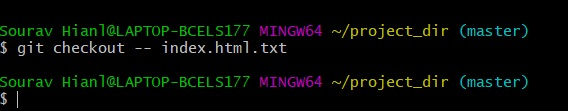 Sourav Hianl@LAPTOP-BCELS177 MINGW64 ~/project_dir (master)
$ git checkout -- index.html.txt
Sourav Hianl@LAPTOP-BCELS177 MINGW64 ~/project_dir (master)
$